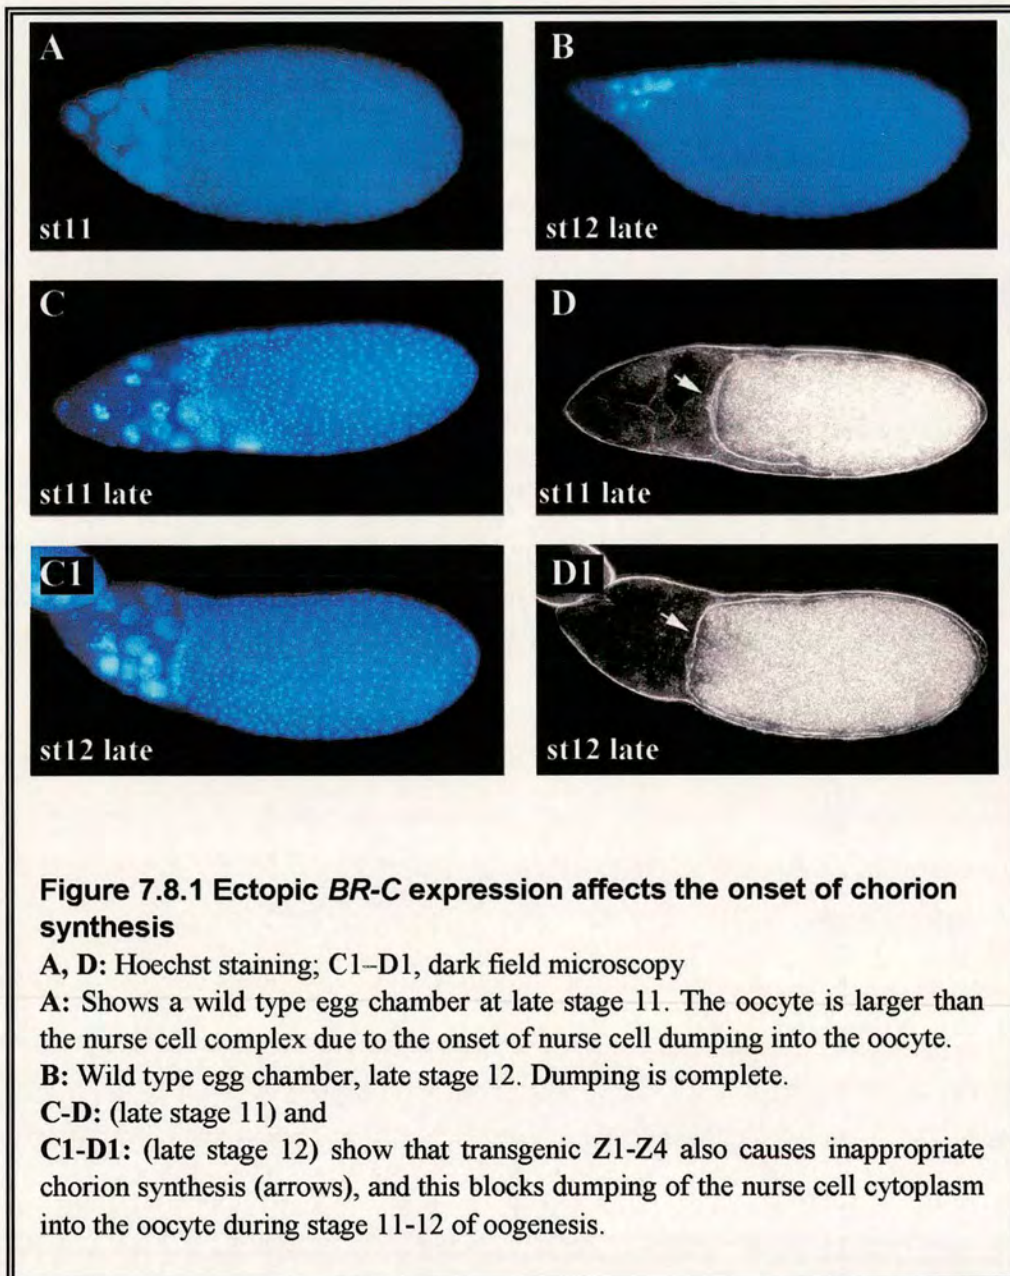 A
st11
B
st12 late
C
st11 late
D
st11 late
C1
st12 late
D1
st12 late
Figure 7.8.1 Ectopic BR-C expression affects the onset of chorion
synthesis
A, D: Hoechst staining; C1–D1, dark field microscopy
A: Shows a wild type egg chamber at late stage 11. The oocyte is larger than
the nurse cell complex due to the onset of nurse cell dumping into the oocyte.
B: Wild type egg chamber, late stage 12. Dumping is complete.
C-D: (late stage 11) and
C1-D1: (late stage 12) show that transgenic Z1-Z4 also causes inappropriate
chorion synthesis (arrows), and this blocks dumping of the nurse cell cytoplasm
into the oocyte during stage 11-12 of oogenesis.